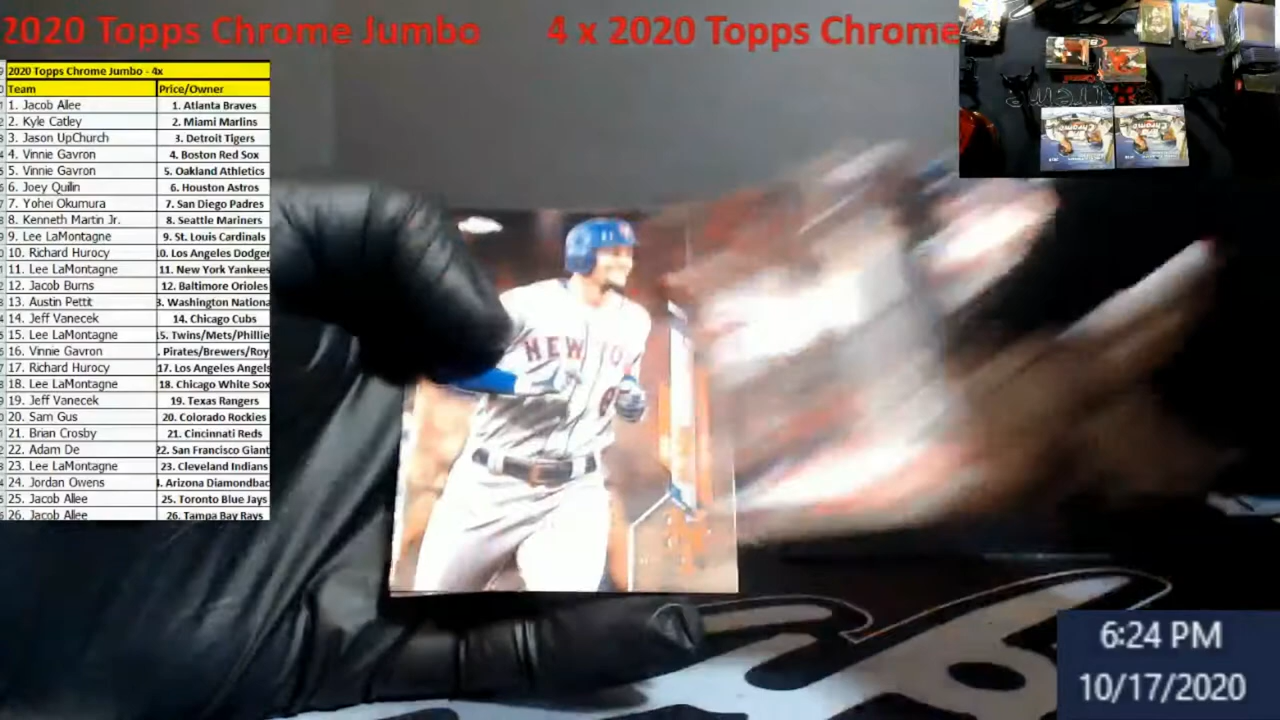 2020 Topps Chrome Jumbo 4 x 2020 Topps Chrome
2020 Topps Chrome Jumbo - 4x
Team Price/Owner
1. Jacob Allee 1. Atlanta Braves
2. Kyle Catley 2. Miami Marlins
3. Jason UpChurch 3. Detroit Tigers
4. Vinnie Gavron 4. Boston Red Sox
5. Vinnie Gavron 5. Oakland Athletics
6. Joey Quilin 6. Houston Astros
7. Yohei Okumura 7. San Diego Padres
8. Kenneth Martin Jr. 8. Seattle Mariners
9. Lee LaMontagne 9. St. Louis Cardinals
10. Richard Hurocy 10. Los Angeles Dodger
11. Lee LaMontagne 11. New York Yankees
12. Jacob Burns 12. Baltimore Orioles
13. Austin Pettit 3. Washington Nationa
14. Jeff Vanecek 14. Chicago Cubs
15. Lee LaMontagne 15. Twins/Mets/Phillie
16. Vinnie Gavron . Pirates/Brewers/Roy
17. Richard Hurocy 17. Los Angeles Angels
18. Lee LaMontagne 18. Chicago White Sox
19. Jeff Vanecek 19. Texas Rangers
20. Sam Gus 20. Colorado Rockies
21. Brian Crosby 21. Cincinnati Reds
22. Adam De 22. San Francisco Giant
23. Lee LaMontagne 23. Cleveland Indians
24. Jordan Owens . Arizona Diamondbac
25. Jacob Allee 25. Toronto Blue Jays
26. Jacob Allee 26. Tampa Bay Rays
NEW YO
Chrome Chrome
6:24 PM
10/17/2020